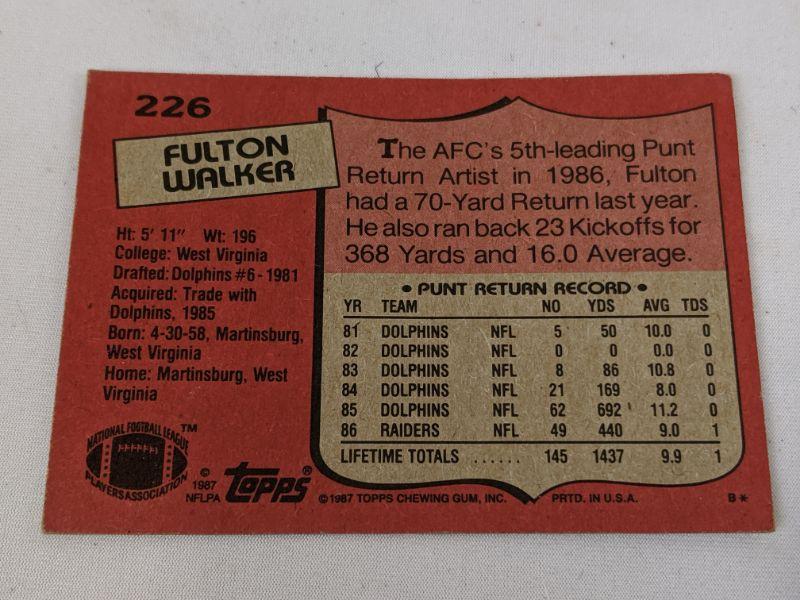 226
FULTON
WALKER
Ht: 5' 11" Wt: 196
College: West Virginia
Drafted: Dolphins #6-1981
Acquired: Trade with
Dolphins, 1985
Born: 4-30-58, Martinsburg,
West Virginia
Home: Martinsburg, West
Virginia
The AFC's 5th-leading Punt
Return Artist in 1986, Fulton
had a 70-Yard Return last year.
He also ran back 23 Kickoffs for
368 Yards and 16.0 Average.
• PUNT RETURN RECORD •
YR TEAM NO YDS AVG TDS
81 DOLPHINS NFL 5 50 10.0 0
82 DOLPHINS NFL 0 0 0.0 0
83 DOLPHINS NFL 8 86 10.8 0
84 DOLPHINS NFL 21 169 8.0 0
85 DOLPHINS NFL 62 692 11.2 0
86 RAIDERS NFL 49 440 9.0 1
LIFETIME TOTALS ...... 145 1437 9.9 1
NATIONAL FOOTBALL LEAGUE ™
PLAYERS ASSOCIATION
© 1987
NFLPA
TOPPS®
© 1987 TOPPS CHEWING GUM, INC. PRTD. IN U.S.A. B*